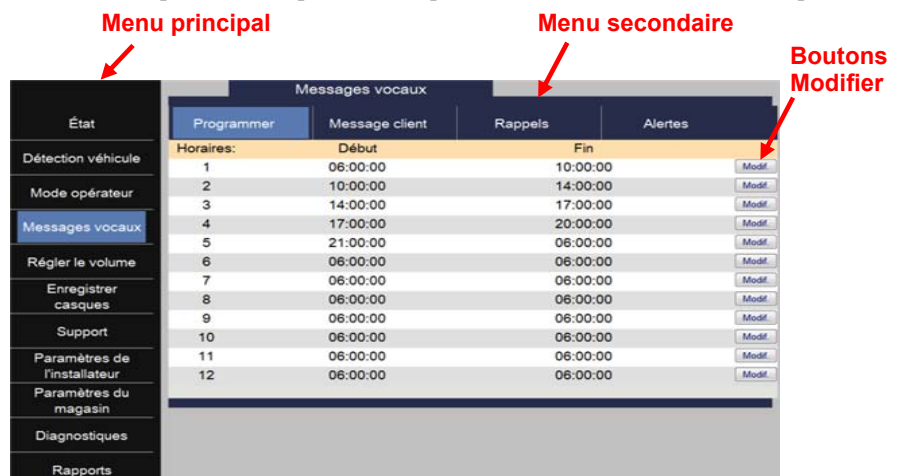 Menu principal
Menu secondaire
Boutons
Modifier
Messages vocaux
État
Détection véhicule
Mode opérateur
Messages vocaux
Régler le volume
Enregistrer
casques
Support
Paramètres de
l'installateur
Paramètres du
magasin
Diagnostiques
Rapports
Programmer Message client Rappels Alertes
Horaires: Début Fin
1 06:00:00 10:00:00 Modif.
2 10:00:00 14:00:00 Modif.
3 14:00:00 17:00:00 Modif.
4 17:00:00 20:00:00 Modif.
5 21:00:00 06:00:00 Modif.
6 06:00:00 06:00:00 Modif.
7 06:00:00 06:00:00 Modif.
8 06:00:00 06:00:00 Modif.
9 06:00:00 06:00:00 Modif.
10 06:00:00 06:00:00 Modif.
11 06:00:00 06:00:00 Modif.
12 06:00:00 06:00:00 Modif.